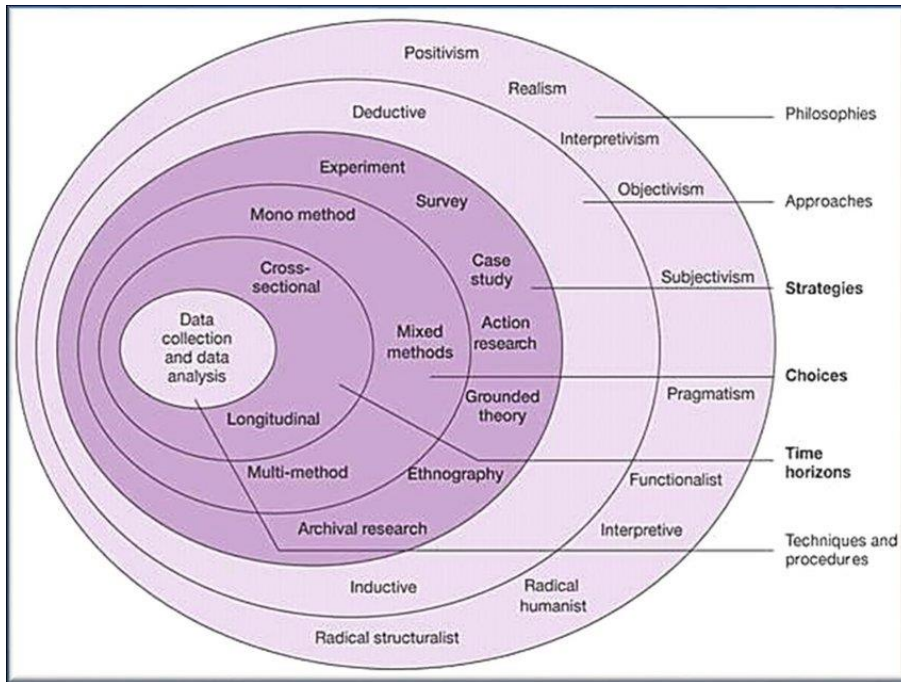 Positivism
Realism
Philosophies
Deductive
Interpretivism
Experiment
Objectivism
Approaches
Survey
Mono method
Case
study
Subjectivism
Strategies
Cross-
sectional
Data
collection
and data
analysis
Mixed
methods
Action
research
Choices
Grounded
theory
Pragmatism
Longitudinal
Time
horizons
Multi-method
Ethnography
Functionalist
Archival research
Interpretive
Techniques and
procedures
Inductive
Radical
humanist
Radical structuralist